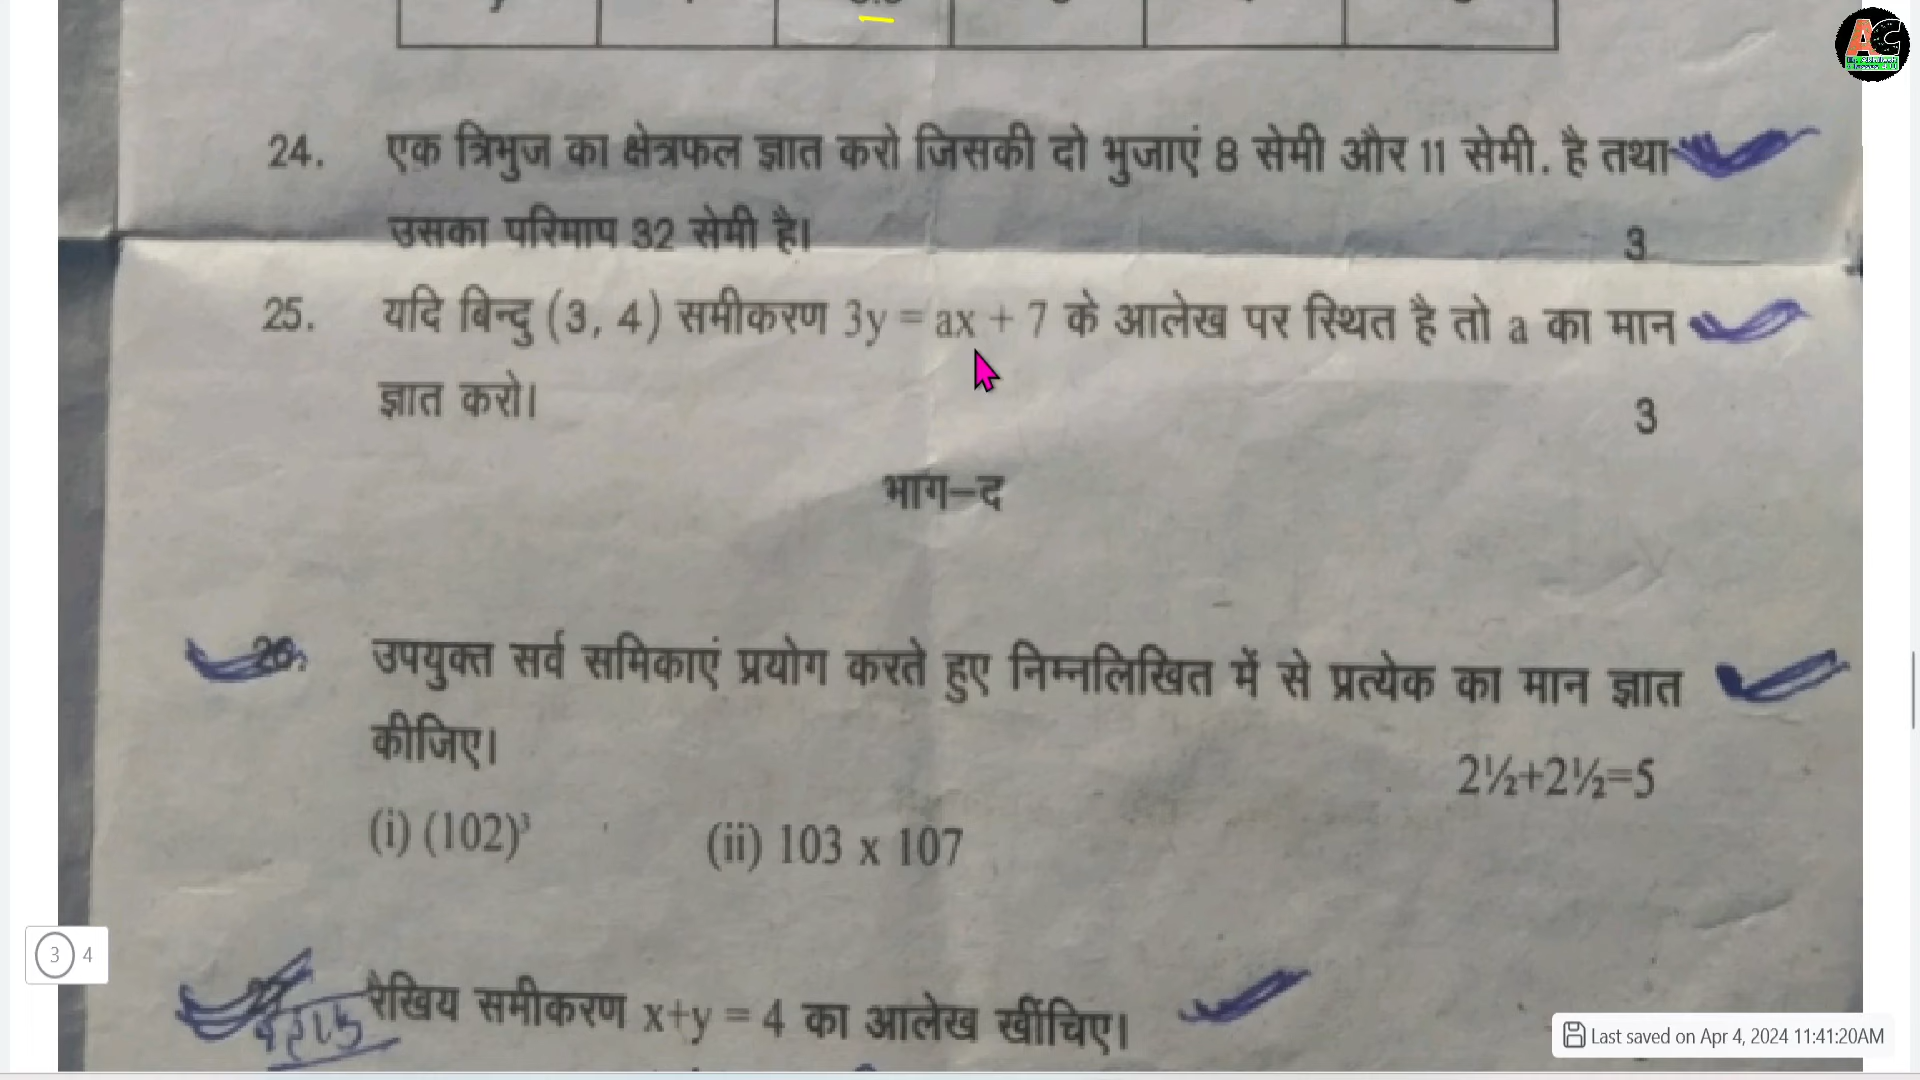 24. एक त्रिभुज का क्षेत्रफल ज्ञात करो जिसकी दो भुजाएं 8 सेमी और 11 सेमी. है तथा
उसका परिमाप 32 सेमी है। 3
25. यदि बिन्दु (3, 4) समीकरण 3y = ax + 7 के आलेख पर स्थित है तो a का मान
ज्ञात करो। 3
भाग–द
26. उपयुक्त सर्व समिकाएं प्रयोग करते हुए निम्नलिखित में से प्रत्येक का मान ज्ञात
कीजिए। 2½+2½=5
(i) (102)³ (ii) 103 x 107
रेखिय समीकरण x+y = 4 का आलेख खींचिए।
3 4
Last saved on Apr 4, 2024 11:41:20AM
AC